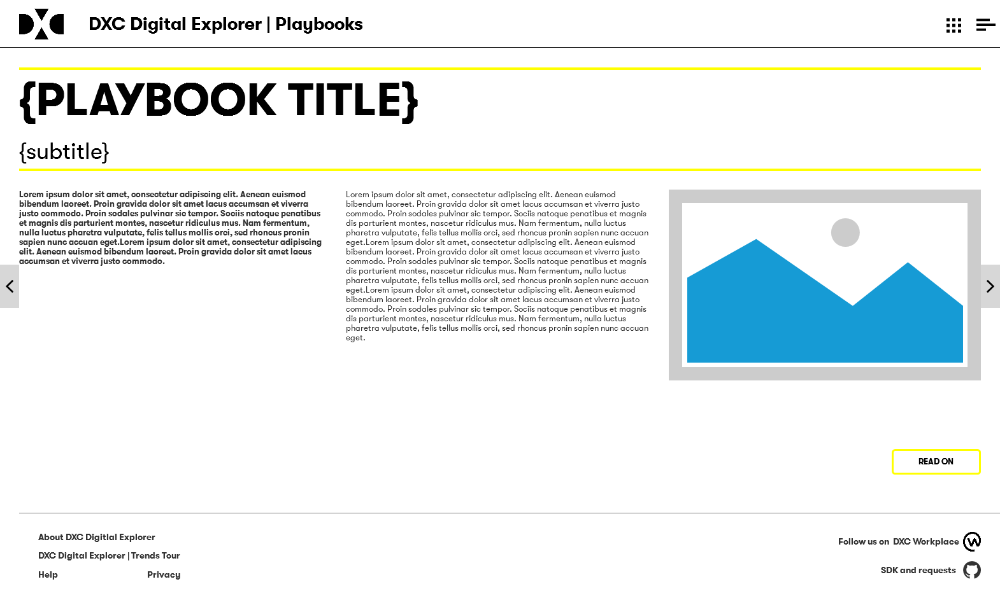 DXC
DXC Digital Explorer | Playbooks
{PLAYBOOK TITLE}
{subtitle}
Lorem ipsum dolor sit amet, consectetur adipiscing elit. Aenean euismod
bibendum laoreet. Proin gravida dolor sit amet lacus accumsan et viverra
justo commodo. Proin sodales pulvinar sic tempor. Sociis natoque penatibus
et magnis dis parturient montes, nascetur ridiculus mus. Nam fermentum,
nulla luctus pharetra vulputate, felis tellus mollis orci, sed rhoncus pronin
sapien nunc accuan eget.Lorem ipsum dolor sit amet, consectetur adipiscing
elit. Aenean euismod bibendum laoreet. Proin gravida dolor sit amet lacus
accumsan et viverra justo commodo.
Lorem ipsum dolor sit amet, consectetur adipiscing elit. Aenean euismod
bibendum laoreet. Proin gravida dolor sit amet lacus accumsan et viverra justo
commodo. Proin sodales pulvinar sic tempor. Sociis natoque penatibus et magnis
dis parturient montes, nascetur ridiculus mus. Nam fermentum, nulla luctus
pharetra vulputate, felis tellus mollis orci, sed rhoncus pronin sapien nunc accuan
eget.Lorem ipsum dolor sit amet, consectetur adipiscing elit. Aenean euismod
bibendum laoreet. Proin gravida dolor sit amet lacus accumsan et viverra justo
commodo. Proin sodales pulvinar sic tempor. Sociis natoque penatibus et magnis
dis parturient montes, nascetur ridiculus mus. Nam fermentum, nulla luctus
pharetra vulputate, felis tellus mollis orci, sed rhoncus pronin sapien nunc accuan
eget.Lorem ipsum dolor sit amet, consectetur adipiscing elit. Aenean euismod
bibendum laoreet. Proin gravida dolor sit amet lacus accumsan et viverra justo
commodo. Proin sodales pulvinar sic tempor. Sociis natoque penatibus et magnis
dis parturient montes, nascetur ridiculus mus. Nam fermentum, nulla luctus
pharetra vulputate, felis tellus mollis orci, sed rhoncus pronin sapien nunc accuan
eget.
READ ON
About DXC Digitlal Explorer
DXC Digital Explorer | Trends Tour
Help Privacy
Follow us on DXC Workplace
SDK and requests